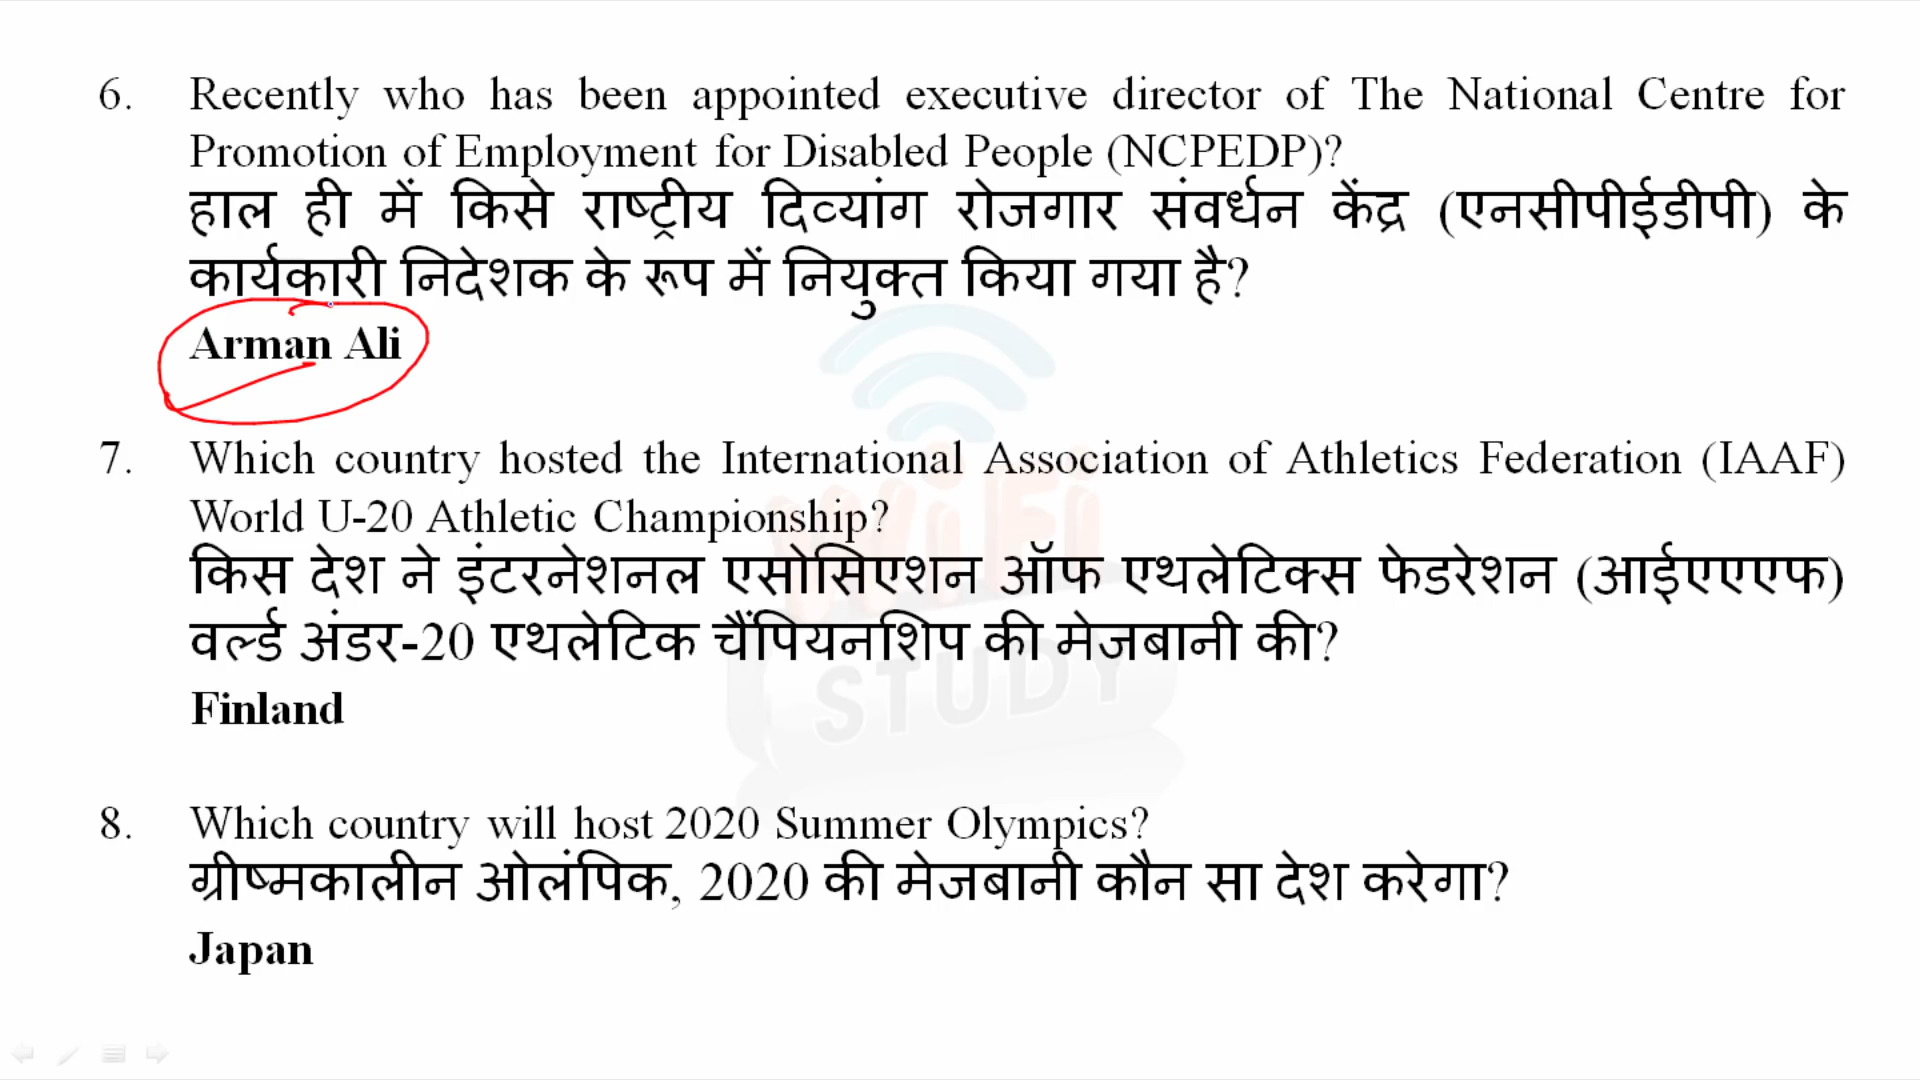 6. Recently who has been appointed executive director of The National Centre for
Promotion of Employment for Disabled People (NCPEDP)?
हाल ही में किसे राष्ट्रीय दिव्यांग रोजगार संवर्धन केंद्र (एनसीपीईडीपी) के
कार्यकारी निदेशक के रूप में नियुक्त किया गया है?
Arman Ali
7. Which country hosted the International Association of Athletics Federation (IAAF)
World U-20 Athletic Championship?
किस देश ने इंटरनेशनल एसोसिएशन ऑफ एथलेटिक्स फेडरेशन (आईएएएफ)
वर्ल्ड अंडर-20 एथलेटिक चैंपियनशिप की मेजबानी की?
Finland
8. Which country will host 2020 Summer Olympics?
ग्रीष्मकालीन ओलंपिक, 2020 की मेजबानी कौन सा देश करेगा?
Japan
WiFi
STUDY